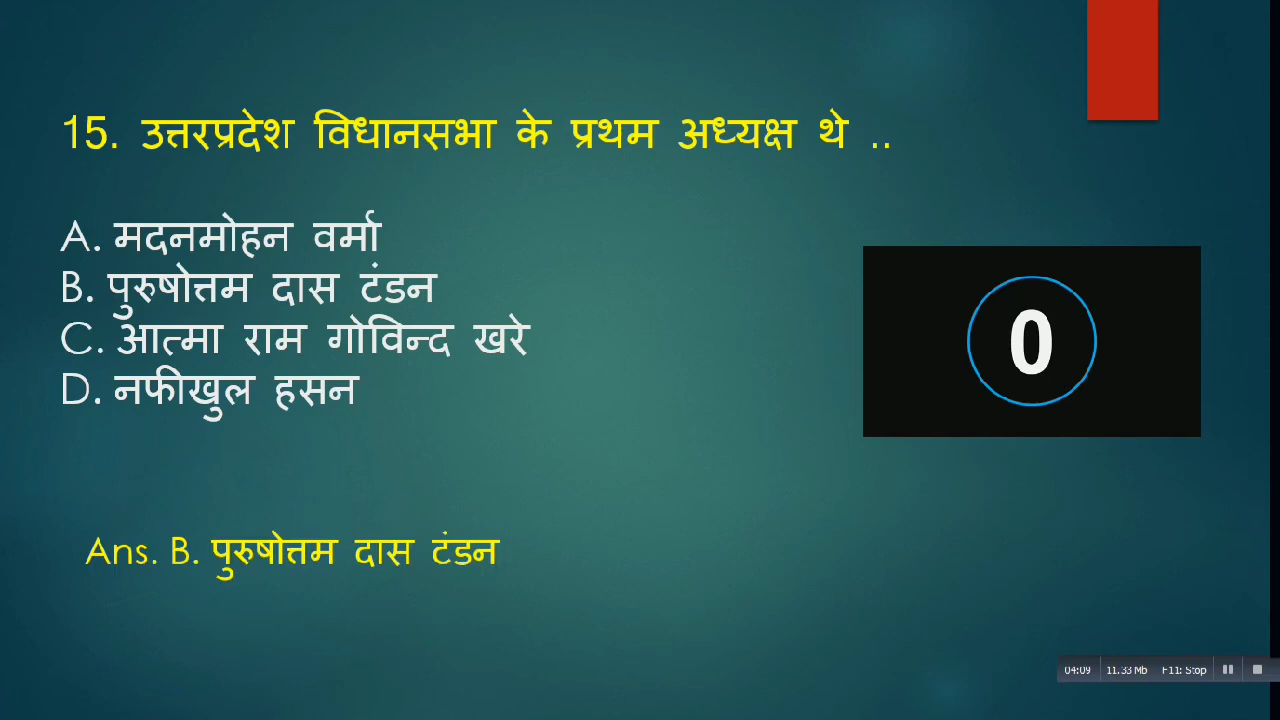 15. उत्तरप्रदेश विधानसभा के प्रथम अध्यक्ष थे ..
A. मदनमोहन वर्मा
B. पुरुषोत्तम दास टंडन
C. आत्मा राम गोविन्द खरे
D. नफीखुल हसन
0
Ans. B. पुरुषोत्तम दास टंडन
04:09 11.33 Mb F11: Stop